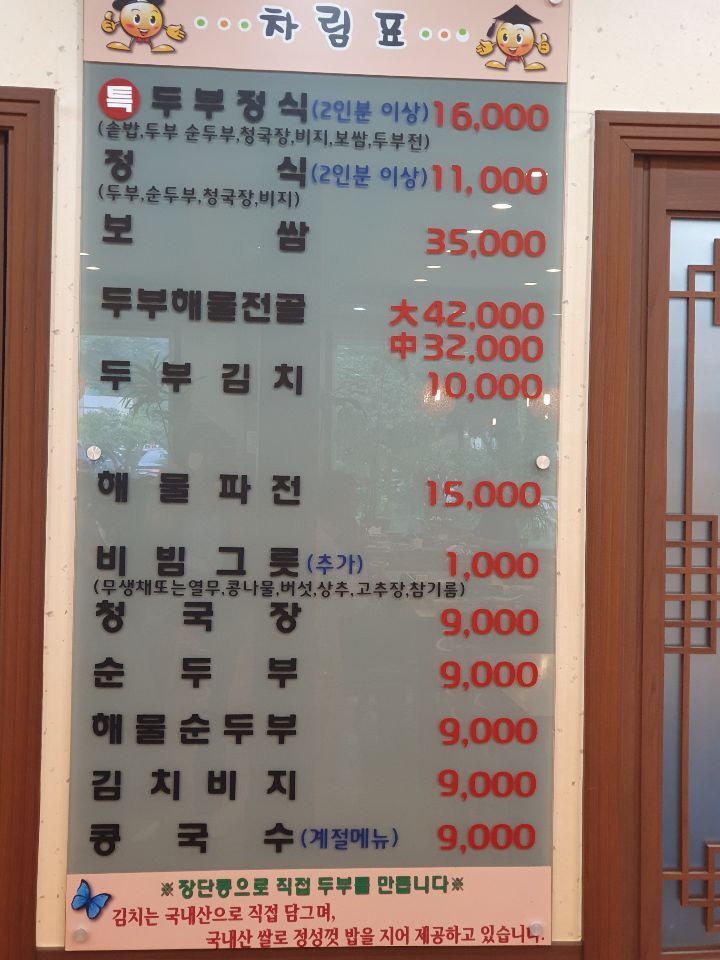 차림표
특 두부정식(2인분 이상) 16,000
(솥밥,두부 순두부,청국장,비지,보쌈,두부전)
정식(2인분 이상) 11,000
(두부,순두부,청국장,비지)
보쌈 35,000
두부해물전골 大 42,000
中 32,000
두부김치 10,000
해물파전 15,000
비빔그릇(추가) 1,000
(무생채또는열무,콩나물,버섯,상추,고추장,참기름)
청국장 9,000
순두부 9,000
해물순두부 9,000
김치비지 9,000
콩국수(계절메뉴) 9,000
※장단콩으로 직접 두부를 만듭니다※
김치는 국내산으로 직접 담그며,
국내산 쌀로 정성껏 밥을 지어 제공하고 있습니다.